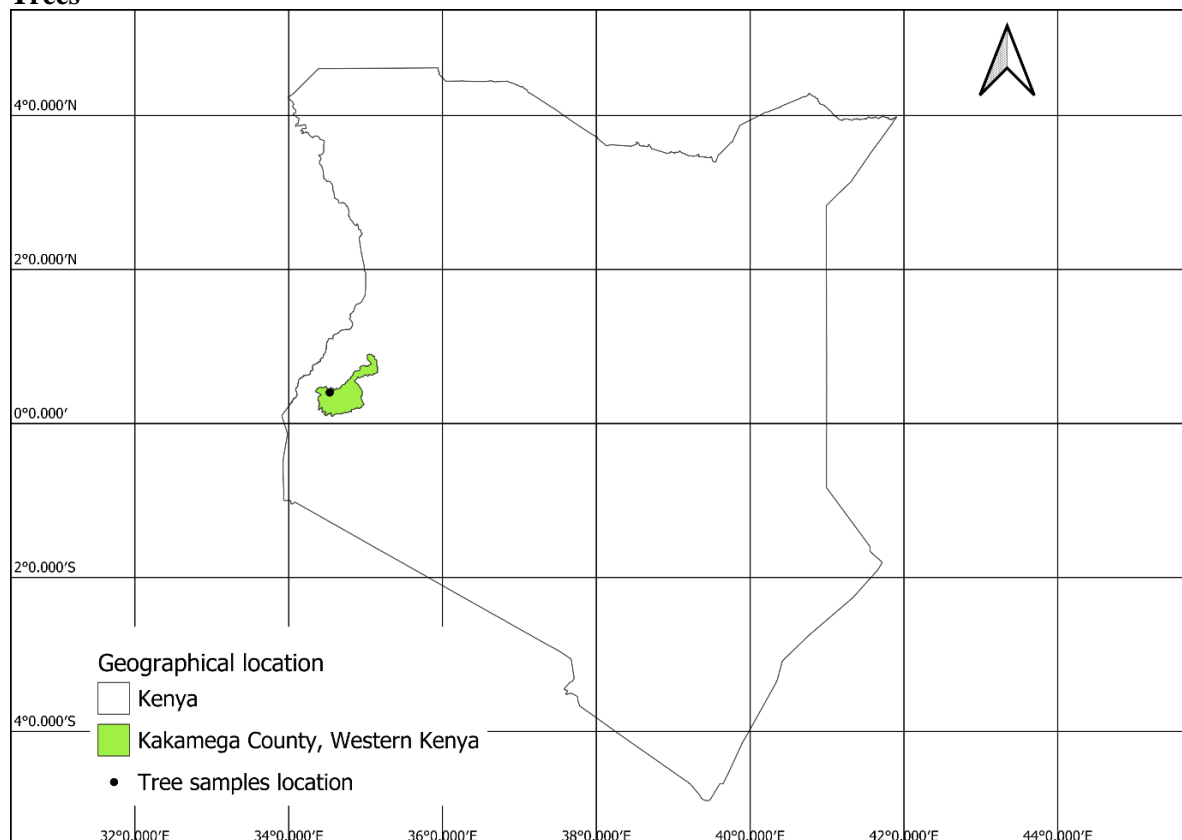 Trees
4°0.000′N
2°0.000′N
0°0.000′
2°0.000′S
4°0.000′S
Geographical location
Kenya
Kakamega County, Western Kenya
Tree samples location
32°0.000′E 34°0.000′E 36°0.000′E 38°0.000′E 40°0.000′E 42°0.000′E 44°0.000′E